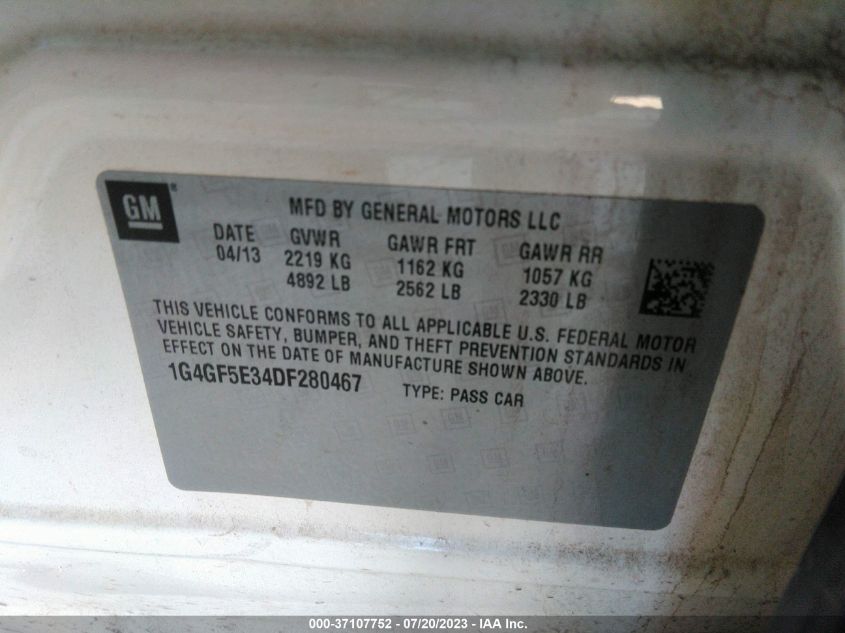 GM®
MFD BY GENERAL MOTORS LLC
DATE GVWR GAWR FRT GAWR RR
04/13 2219 KG 1162 KG 1057 KG
4892 LB 2562 LB 2330 LB
THIS VEHICLE CONFORMS TO ALL APPLICABLE U.S. FEDERAL MOTOR
VEHICLE SAFETY, BUMPER, AND THEFT PREVENTION STANDARDS IN
EFFECT ON THE DATE OF MANUFACTURE SHOWN ABOVE.
1G4GF5E34DF280467 TYPE: PASS CAR
000-37107752 - 07/20/2023 - IAA Inc.